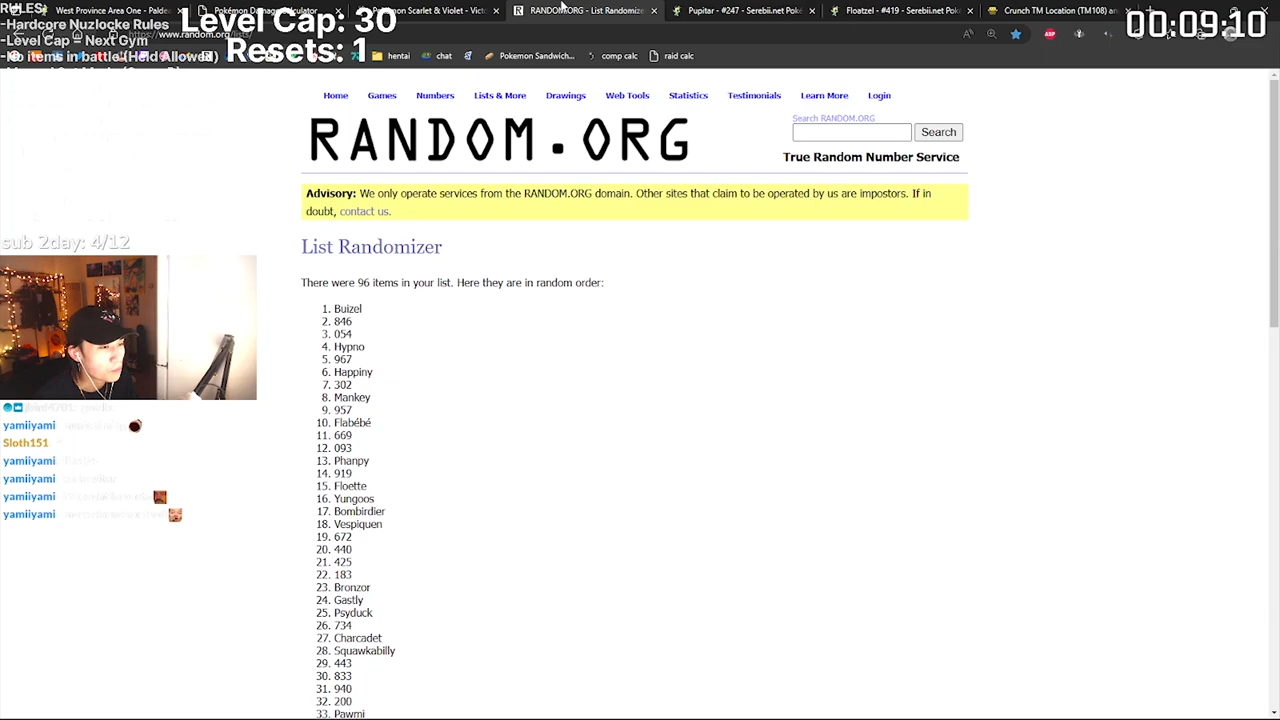 RULES:
-Hardcore Nuzlocke Rules
-Level Cap = Next Gym
-No items in battle (Held Allowed)
Level Cap: 30
Resets: 1
00:09:10
West Province Area One - Palde
Pokémon Damage Calculator
Pokémon Scarlet & Violet - Victo
RANDOM.ORG - List Randomizer
Tyr - #247 - Serebii.net Pok
Floatzel - #419 - Serebii.net Pok
Crunch TM Location (TM108)
https://www.random.org/lists/
hentai
chat
Pokemon Sandwich...
comp calc
raid calc
Home Games Numbers Lists & More Drawings Web Tools Statistics Testimonials Learn More Login
RANDOM.ORG
Search RANDOM.ORG
Search
True Random Number Service
Advisory: We only operate services from the RANDOM.ORG domain. Other sites that claim to be operated by us are impostors. If in
doubt, contact us.
List Randomizer
There were 96 items in your list. Here they are in random order:
1. Buizel
2. 846
3. 054
4. Hypno
5. 967
6. Happiny
7. 302
8. Mankey
9. 957
10. Flabébé
11. 669
12. 093
13. Phanpy
14. 919
15. Floette
16. Yungoos
17. Bombirdier
18. Vespiquen
19. 672
20. 440
21. 425
22. 183
23. Bronzor
24. Gastly
25. Psyduck
26. 734
27. Charcadet
28. Squawkabilly
29. 443
30. 833
31. 940
32. 200
33. Pawmi
sub 2day: 4/12
yamiiyami
Sloth151
yamiiyami
yamiiyami
yamiiyami
yamiiyami